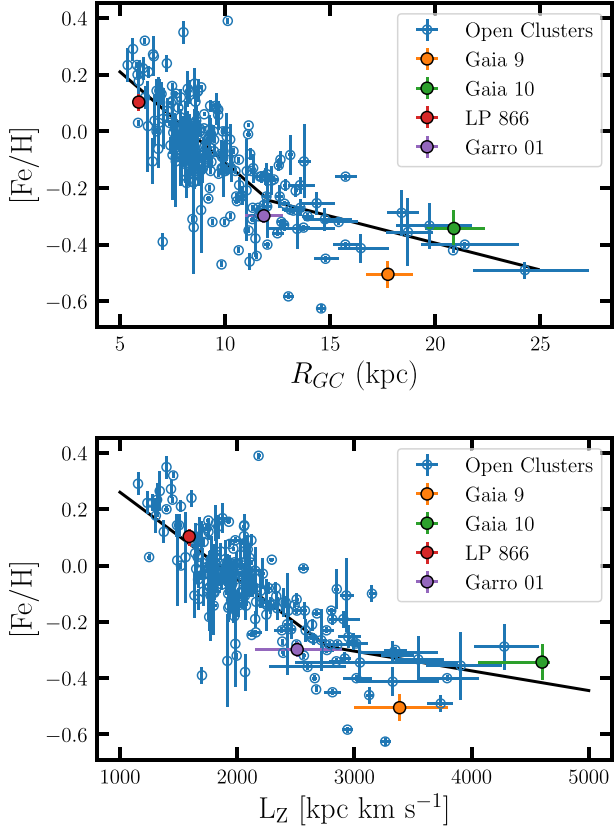 0.4
0.2
0.0
−0.2
−0.4
−0.6
[Fe/H]
Open Clusters
Gaia 9
Gaia 10
LP 866
Garro 01
5 10 15 20 25
R_GC (kpc)
0.4
0.2
0.0
−0.2
−0.4
−0.6
[Fe/H]
Open Clusters
Gaia 9
Gaia 10
LP 866
Garro 01
1000 2000 3000 4000 5000
L_Z [kpc km s⁻¹]